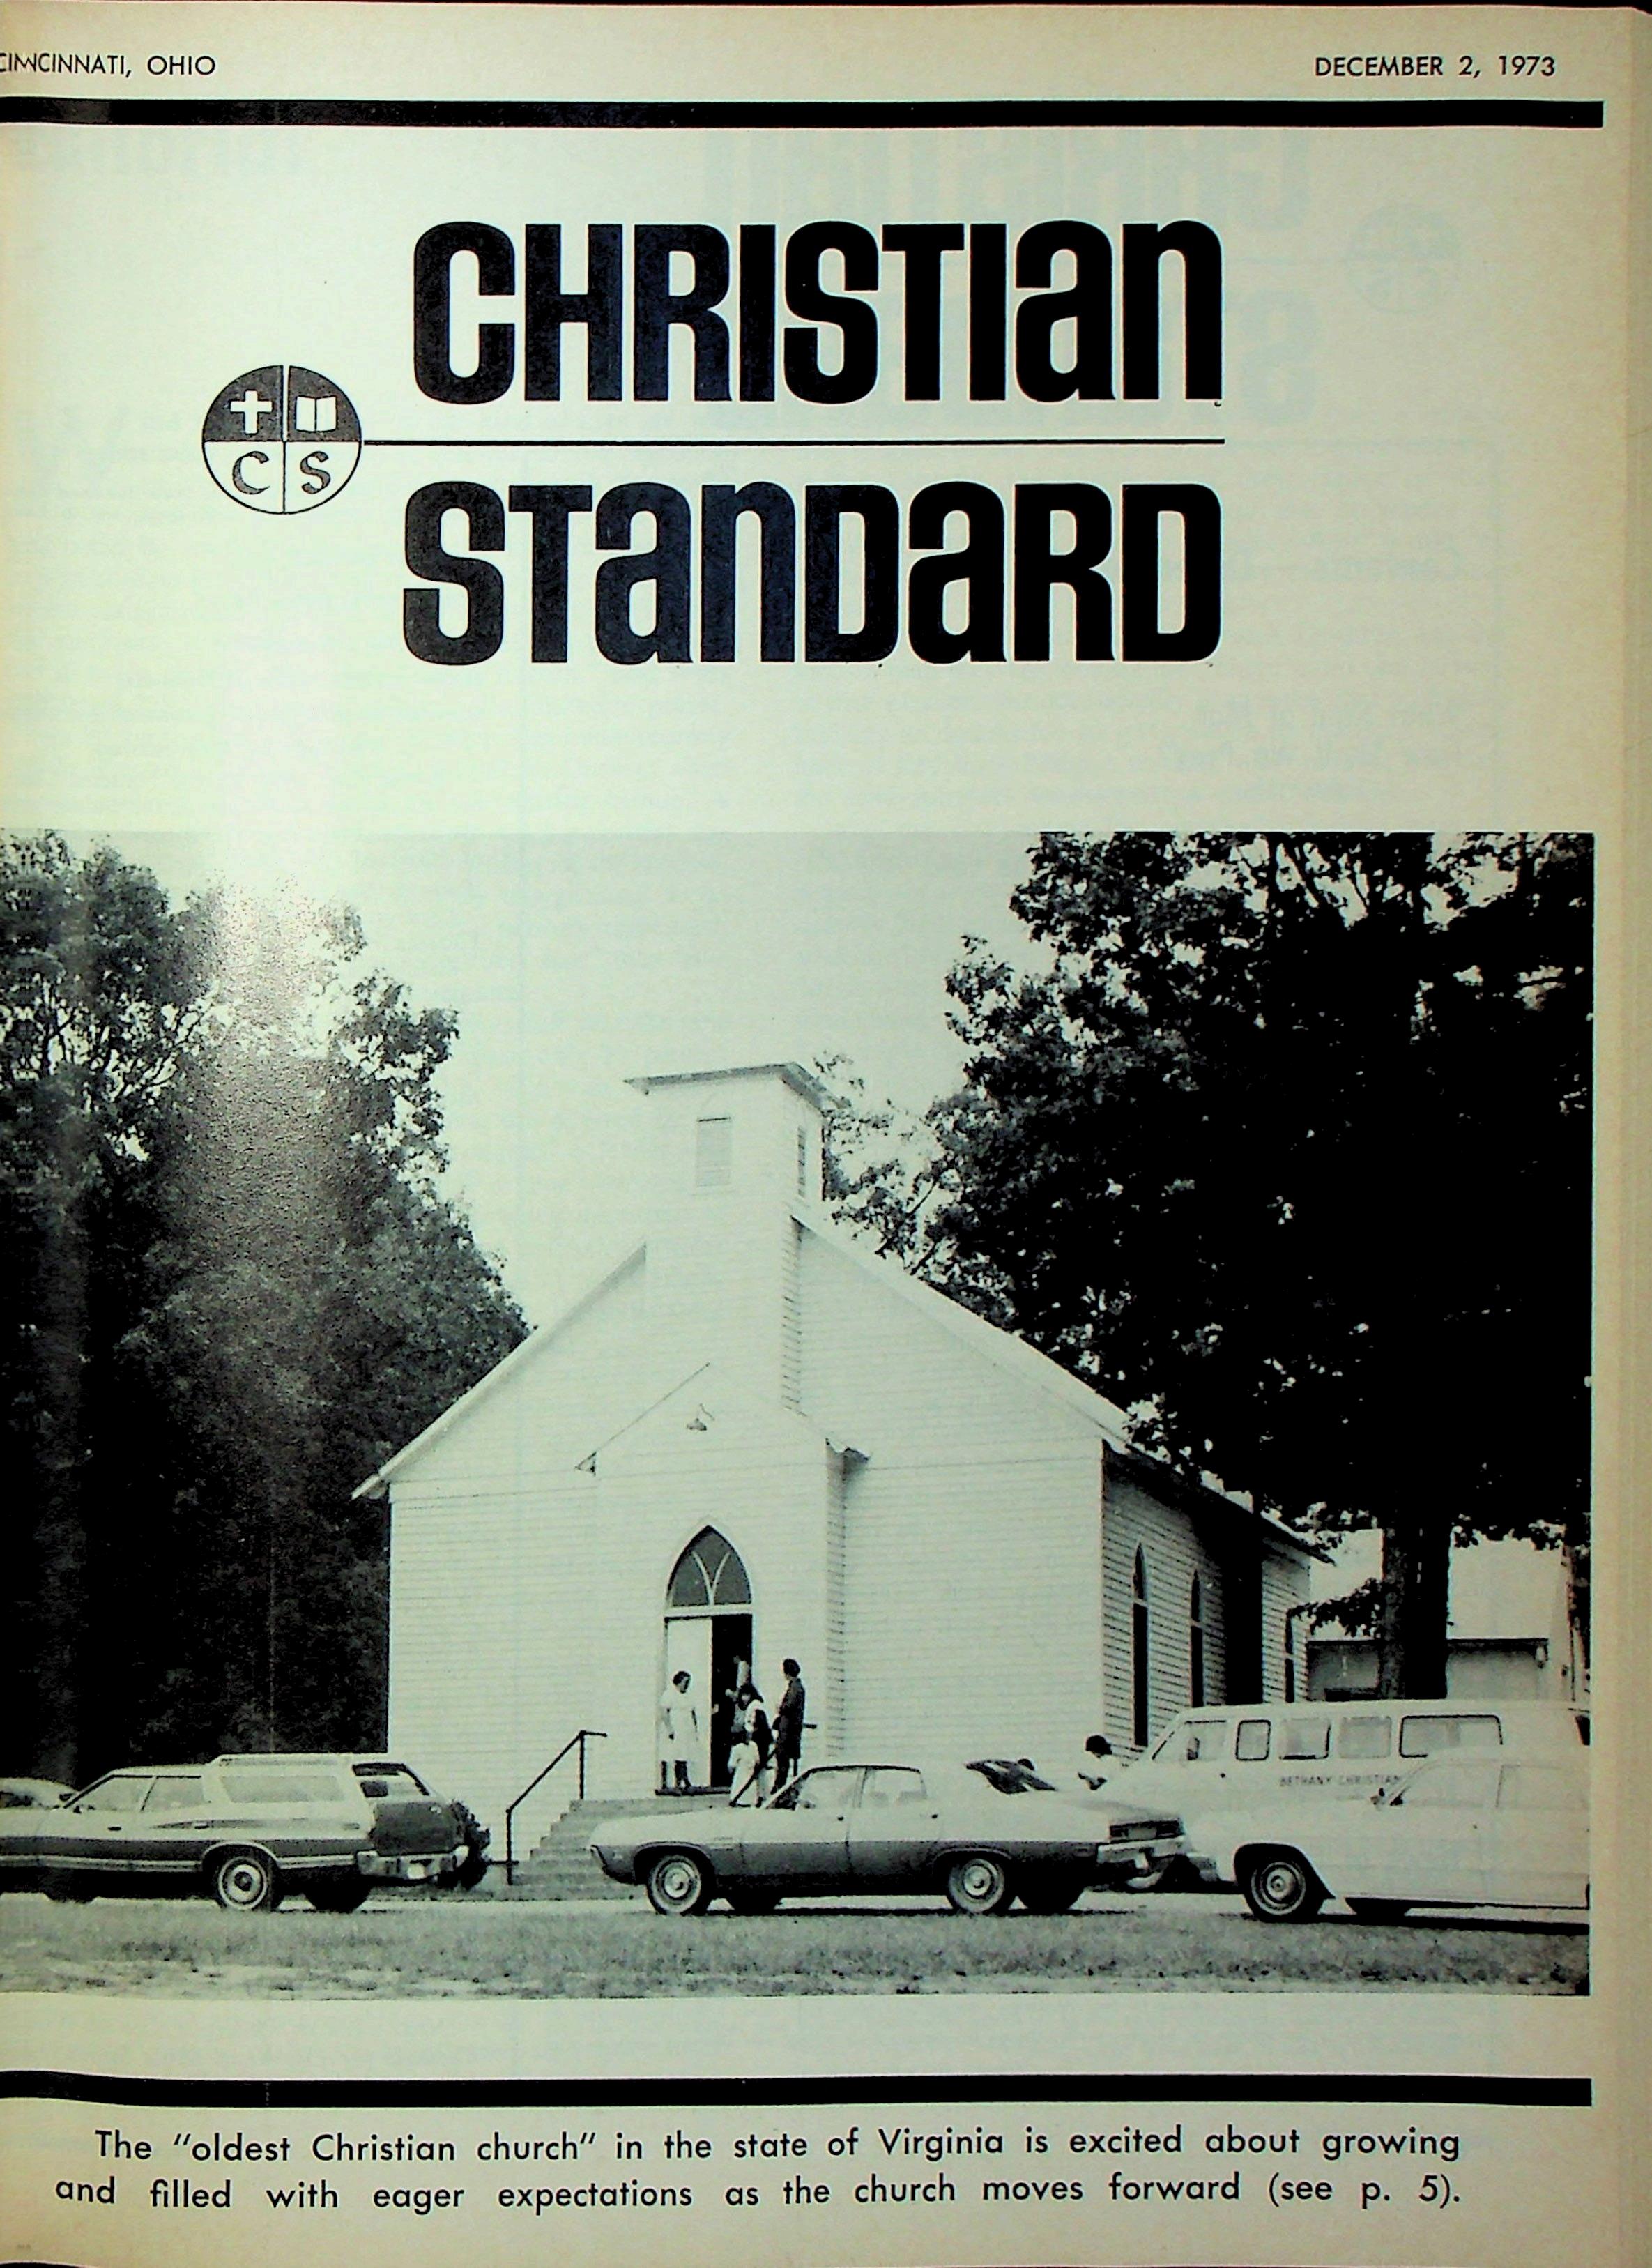 CINCINNATI, OHIO
DECEMBER 2, 1973
CHRISTIAN
C S
STANDARD
BETHANY CHRISTIAN
The "oldest Christian church" in the state of Virginia is excited about growing
and filled with eager expectations as the church moves forward (see p. 5).